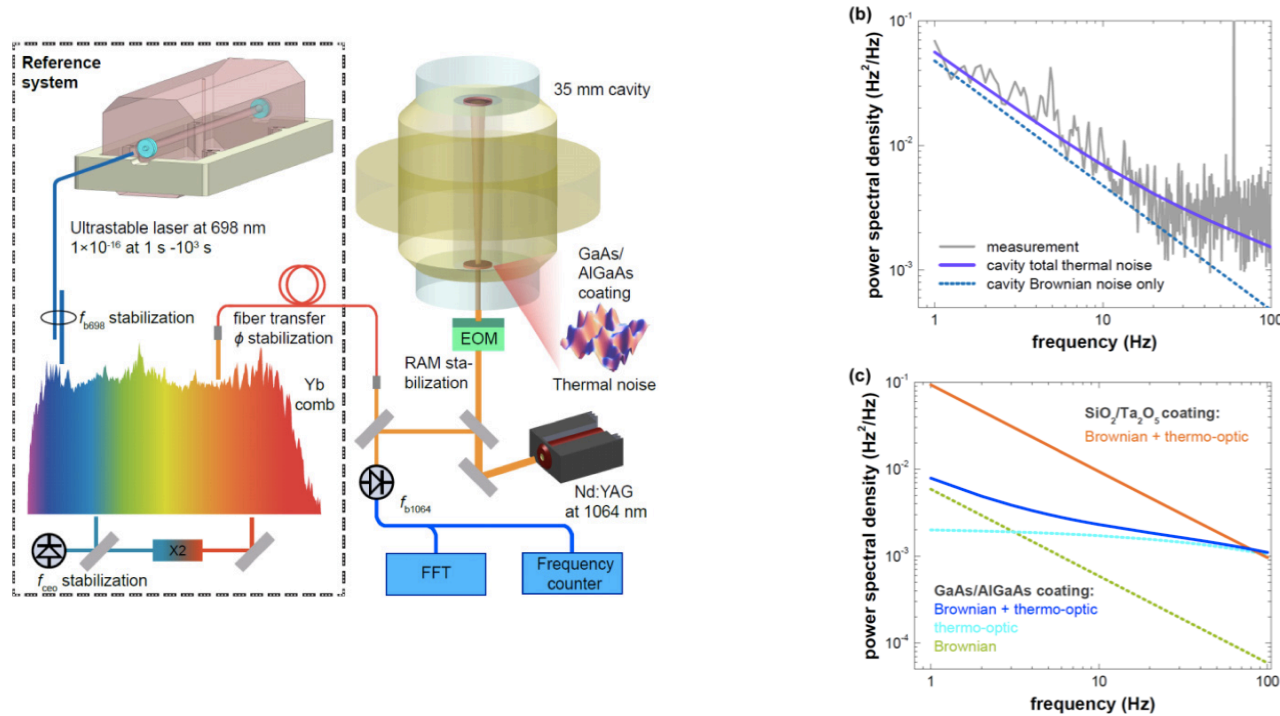 Reference
system
Ultrastable laser at 698 nm
1×10⁻¹⁶ at 1 s -10³ s
f_b698 stabilization
fiber transfer
ϕ stabilization
Yb
comb
X2
f_ceo stabilization
35 mm cavity
GaAs/
AlGaAs
coating
EOM
RAM sta-
bilization
Thermal noise
Nd:YAG
at 1064 nm
f_b1064
FFT
Frequency
counter
(b)
power spectral density (Hz²/Hz)
10⁻¹
10⁻²
10⁻³
measurement
cavity total thermal noise
cavity Brownian noise only
1
10
100
frequency (Hz)
(c)
power spectral density (Hz²/Hz)
10⁻¹
10⁻²
10⁻³
10⁻⁴
SiO₂/Ta₂O₅ coating:
Brownian + thermo-optic
GaAs/AlGaAs coating:
Brownian + thermo-optic
thermo-optic
Brownian
1
10
100
frequency (Hz)